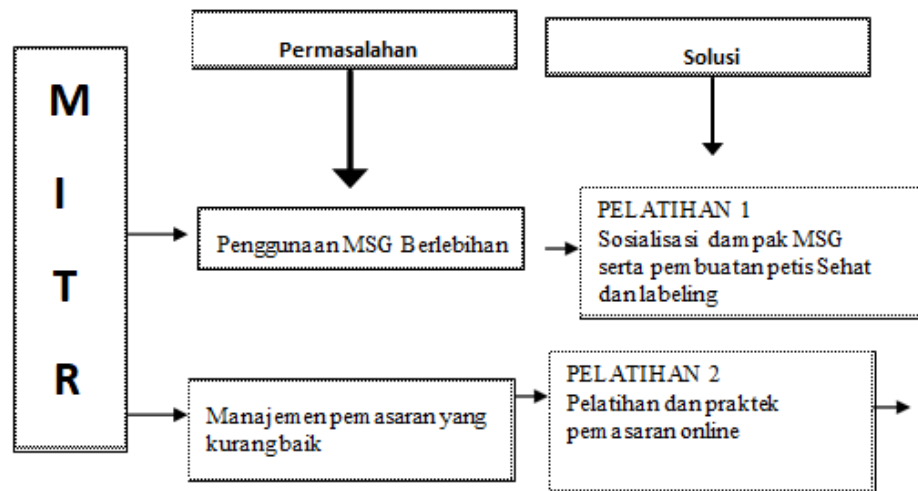 M
I
T
R
Permasalahan
Solusi
Penggunaan MSG Berlebihan
PELATIHAN 1
Sosialisasi dampak MSG
serta pembuatan petis Sehat
dan labeling
Manajemen pemasaran yang
kurang baik
PELATIHAN 2
Pelatihan dan praktek
pemasaran online